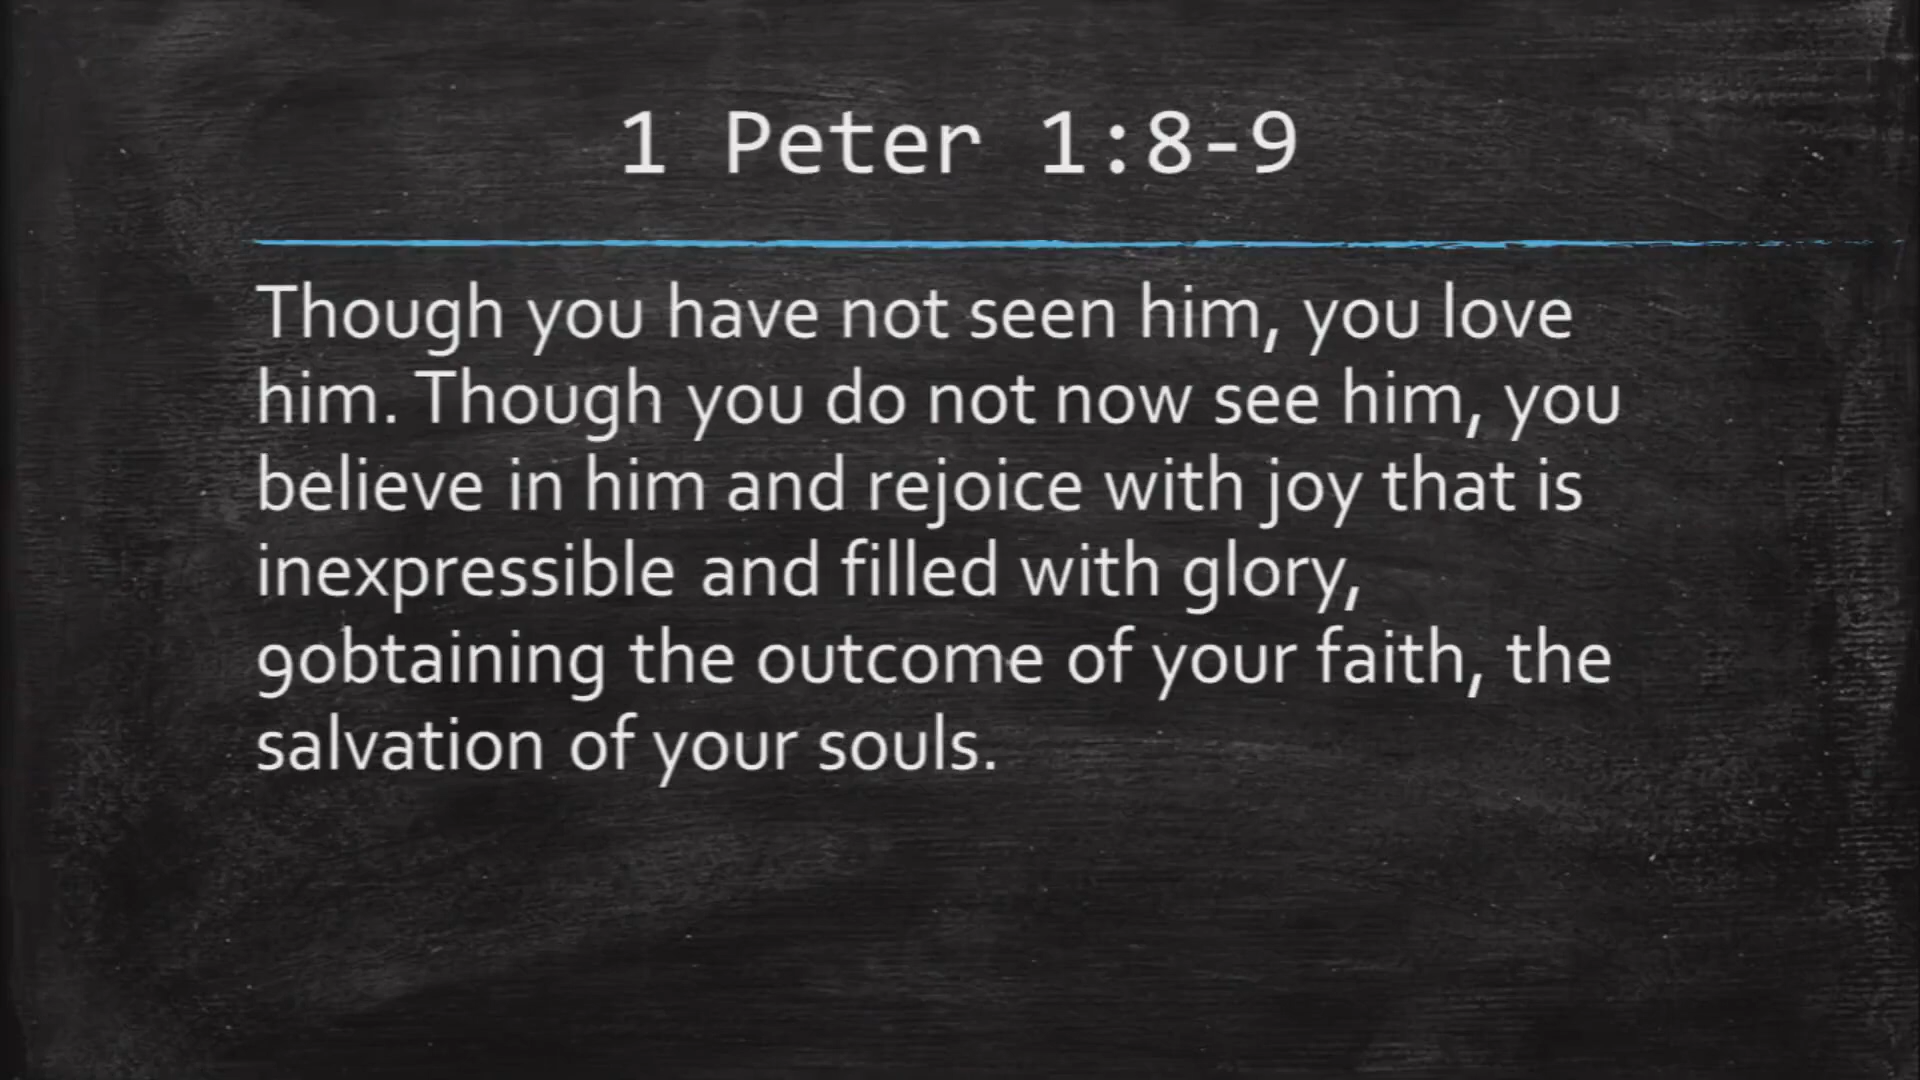 1 Peter 1:8-9
Though you have not seen him, you love
him. Though you do not now see him, you
believe in him and rejoice with joy that is
inexpressible and filled with glory,
9obtaining the outcome of your faith, the
salvation of your souls.